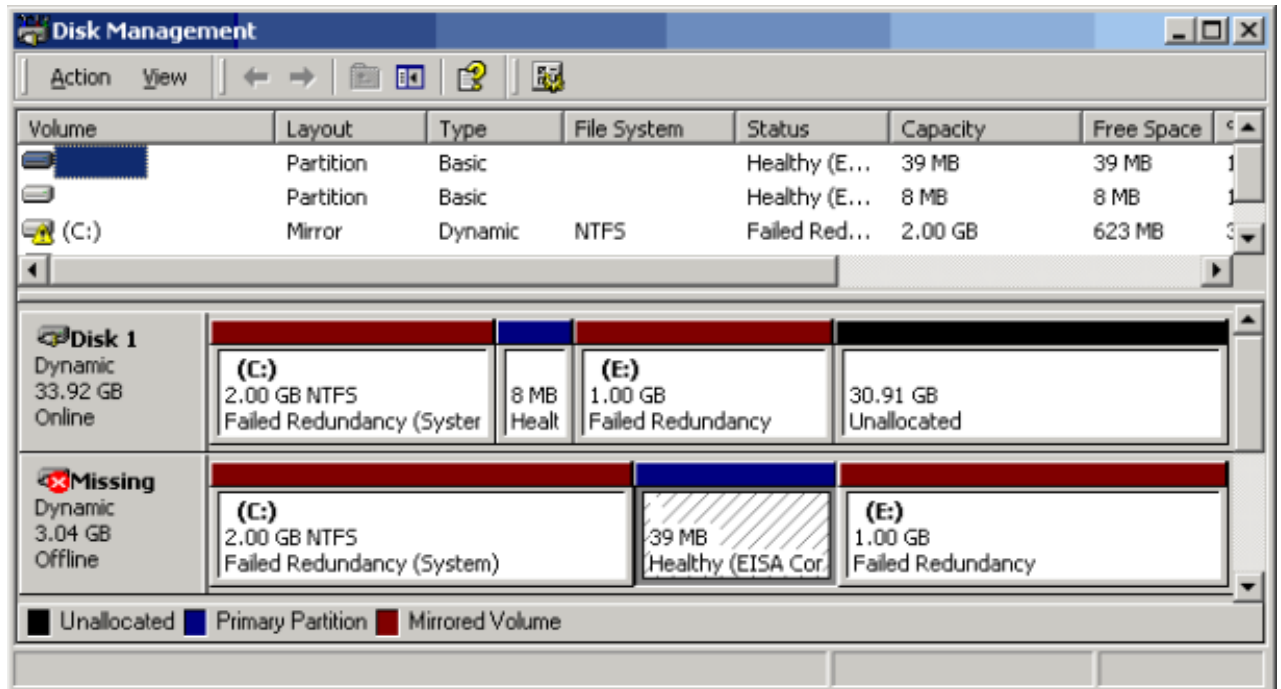 Disk Management
Action View
Volume Layout Type File System Status Capacity Free Space
Partition Basic Healthy (E... 39 MB 39 MB
Partition Basic Healthy (E... 8 MB 8 MB
(C:) Mirror Dynamic NTFS Failed Red... 2.00 GB 623 MB
Disk 1
Dynamic
33.92 GB
Online
(C:)
2.00 GB NTFS
Failed Redundancy (Syster
8 MB
Healt
(E:)
1.00 GB
Failed Redundancy
30.91 GB
Unallocated
Missing
Dynamic
3.04 GB
Offline
(C:)
2.00 GB NTFS
Failed Redundancy (System)
39 MB
Healthy (EISA Cor
(E:)
1.00 GB
Failed Redundancy
Unallocated Primary Partition Mirrored Volume